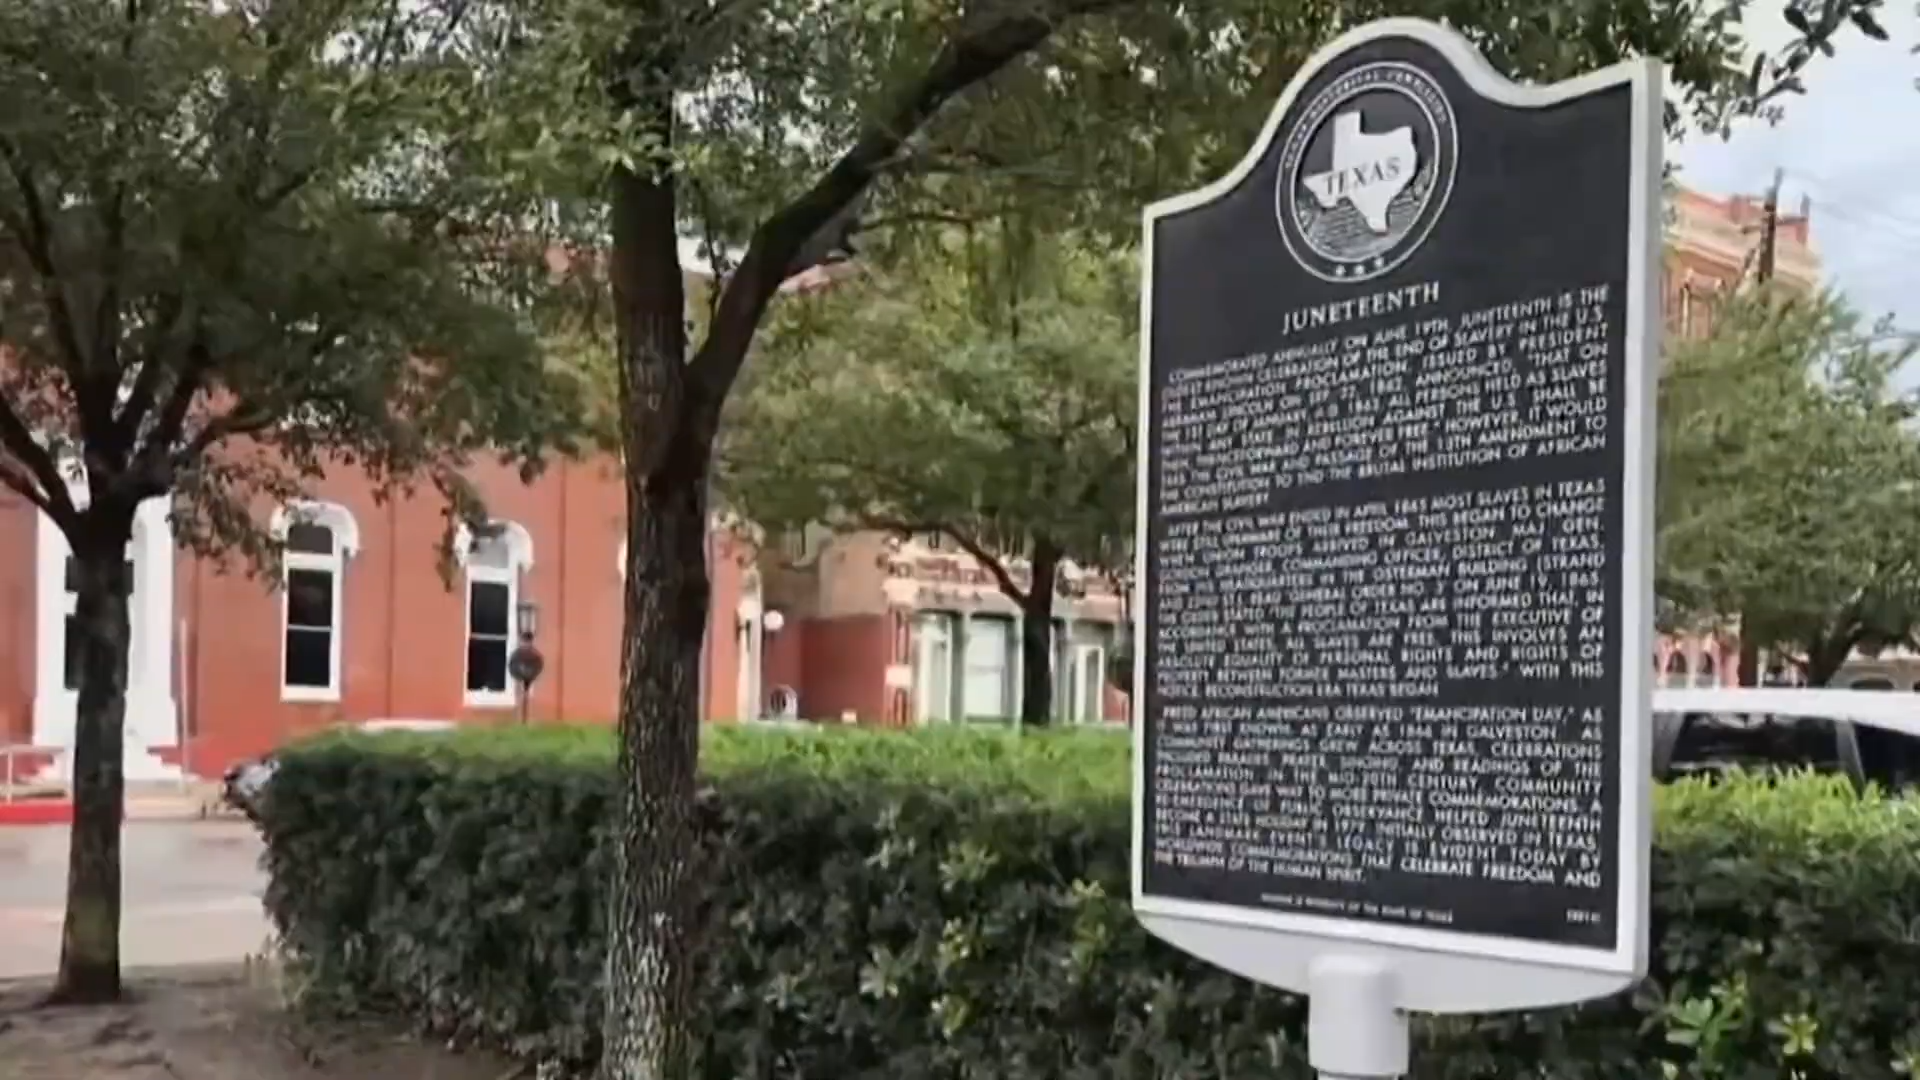 TEXAS HISTORICAL COMMISSION
TEXAS
JUNETEENTH
COMMEMORATED ANNUALLY ON JUNE 19TH, JUNETEENTH IS THE
OLDEST KNOWN CELEBRATION OF THE END OF SLAVERY IN THE U.S.
THE EMANCIPATION PROCLAMATION, ISSUED BY PRESIDENT
ABRAHAM LINCOLN ON SEP. 22, 1862, ANNOUNCED, "THAT ON
THE 1ST DAY OF JANUARY, A.D. 1863, ALL PERSONS HELD AS SLAVES
WITHIN ANY STATE... IN REBELLION AGAINST THE U.S. SHALL BE
THEN, THENCEFORWARD AND FOREVER FREE." HOWEVER, IT WOULD
TAKE THE CIVIL WAR AND PASSAGE OF THE 13TH AMENDMENT TO
THE CONSTITUTION TO END THE BRUTAL INSTITUTION OF AFRICAN
AMERICAN SLAVERY.
AFTER THE CIVIL WAR ENDED IN APRIL 1865 MOST SLAVES IN TEXAS
WERE STILL UNAWARE OF THEIR FREEDOM. THIS BEGAN TO CHANGE
WHEN UNION TROOPS ARRIVED IN GALVESTON. MAJ. GEN.
GORDON GRANGER, COMMANDING OFFICER, DISTRICT OF TEXAS,
FROM HIS HEADQUARTERS IN THE OSTERMAN BUILDING (STRAND
AND 22ND ST.), READ 'GENERAL ORDER NO. 3' ON JUNE 19, 1865.
THE ORDER STATED "THE PEOPLE OF TEXAS ARE INFORMED THAT, IN
ACCORDANCE WITH A PROCLAMATION FROM THE EXECUTIVE OF
THE UNITED STATES, ALL SLAVES ARE FREE. THIS INVOLVES AN
ABSOLUTE EQUALITY OF PERSONAL RIGHTS AND RIGHTS OF
PROPERTY BETWEEN FORMER MASTERS AND SLAVES." WITH THIS
NOTICE, RECONSTRUCTION ERA TEXAS BEGAN.
FREED AFRICAN AMERICANS OBSERVED "EMANCIPATION DAY," AS
IT WAS FIRST KNOWN, AS EARLY AS 1866 IN GALVESTON. AS
COMMUNITY GATHERINGS GREW ACROSS TEXAS, CELEBRATIONS
INCLUDED PARADES, PRAYER, SINGING, AND READINGS OF THE
PROCLAMATION. IN THE MID-20TH CENTURY, COMMUNITY
CELEBRATIONS GAVE WAY TO MORE PRIVATE COMMEMORATIONS. A
RE-EMERGENCE OF PUBLIC OBSERVANCE HELPED JUNETEENTH
BECOME A STATE HOLIDAY IN 1979. INITIALLY OBSERVED IN TEXAS,
THIS LANDMARK EVENT'S LEGACY IS EVIDENT TODAY BY
WORLDWIDE COMMEMORATIONS THAT CELEBRATE FREEDOM AND
THE TRIUMPH OF THE HUMAN SPIRIT.
MARKER IS PROPERTY OF THE STATE OF TEXAS